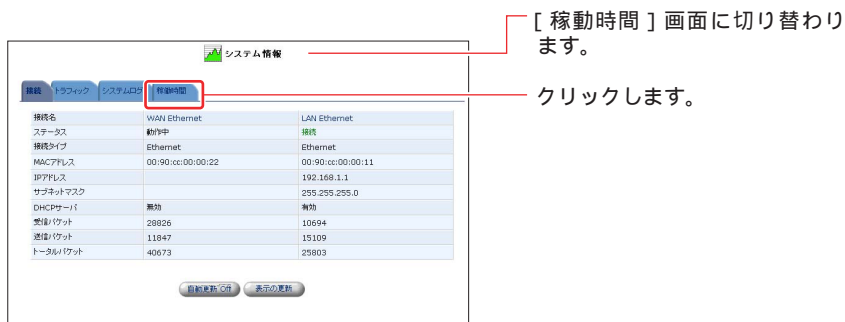 [ 稼動時間 ] 画面に切り替わり
ます。
システム情報
接続 トラフィック システムログ 稼働時間
クリックします。
接続名 WAN Ethernet LAN Ethernet
ステータス 動作中 接続
接続タイプ Ethernet Ethernet
MACアドレス 00:90:cc:00:00:22 00:90:cc:00:00:11
IPアドレス 192.168.1.1
サブネットマスク 255.255.255.0
DHCPサーバ 無効 有効
受信パケット 28826 10694
送信パケット 11847 15109
トータルパケット 40673 25803
自動更新 Off 表示の更新